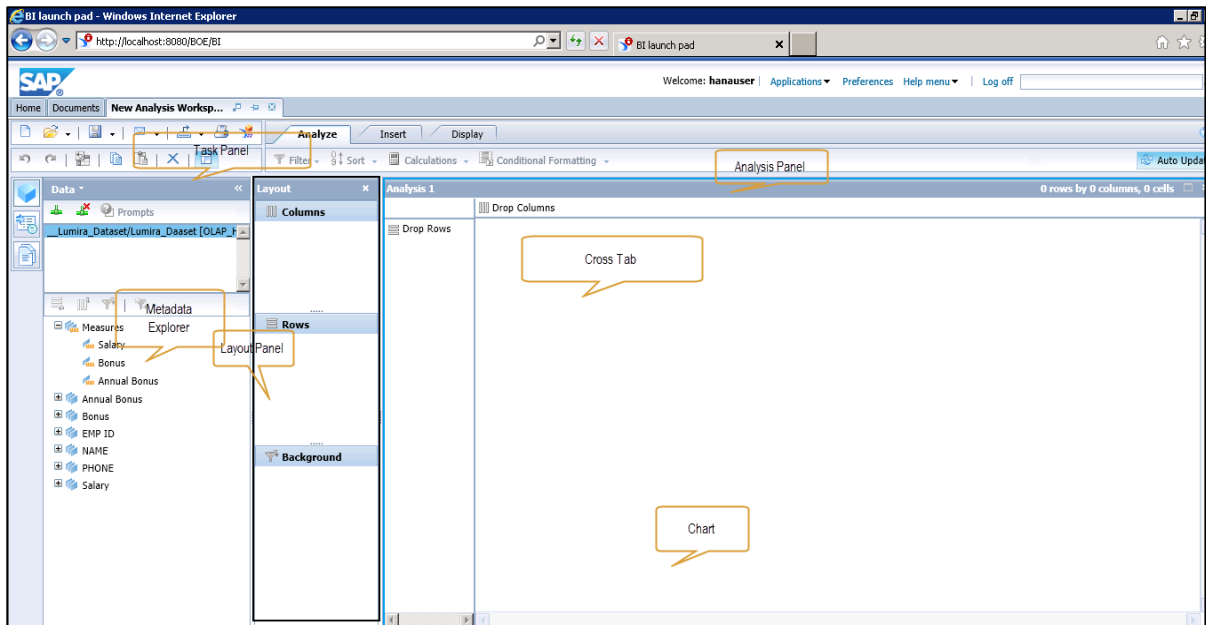 BI launch pad - Windows Internet Explorer
http://localhost:8080/BOE/BI
BI launch pad
SAP
Welcome: hanauser | Applications Preferences Help menu | Log off
Home Documents New Analysis Worksp...
Analyze Insert Display
Task Panel
Filter Sort Calculations Conditional Formatting
Analysis Panel
Auto Updat
Data
Layout
Analysis 1
0 rows by 0 columns, 0 cells
Prompts
Columns
Drop Columns
__Lumira_Dataset/Lumira_Daaset [OLAP_H
Drop Rows
Cross Tab
Metadata
Explorer
Rows
Layout Panel
Measures
Salary
Bonus
Annual Bonus
Annual Bonus
Bonus
EMP ID
NAME
PHONE
Salary
Background
Chart